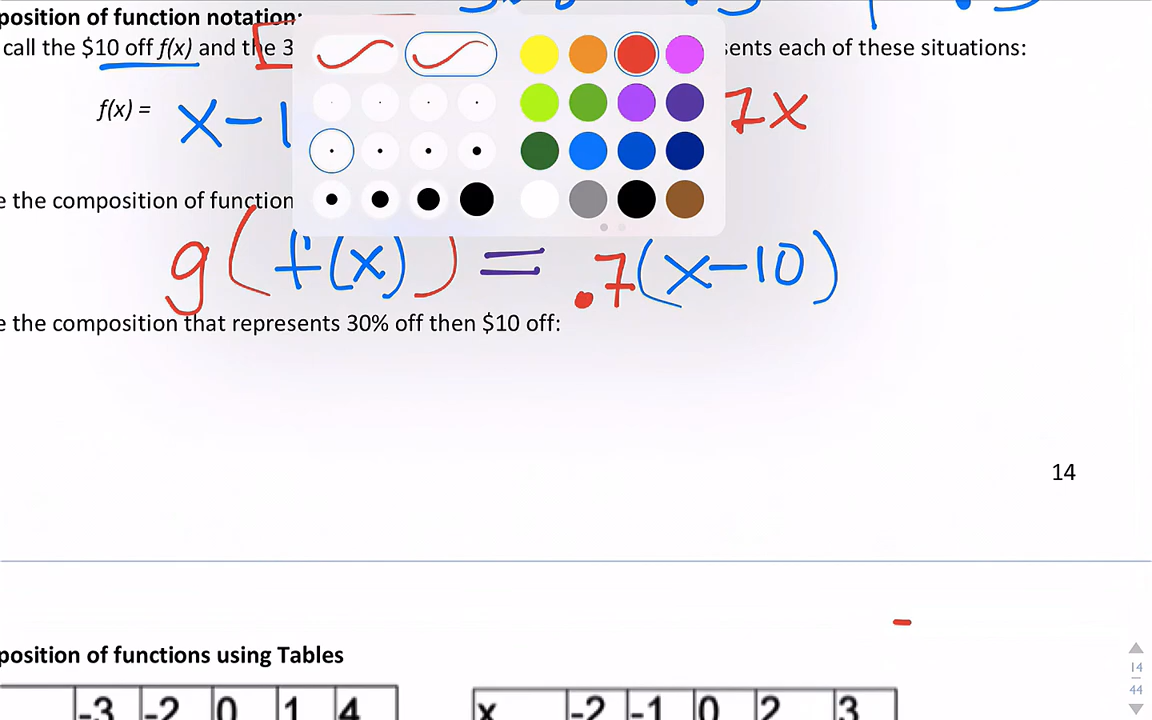 position of function notation:
call the $10 off f(x) and the 3 sents each of these situations:
f(x) = x-1 7x
e the composition of function
g(f(x)) = .7(x-10)
e the composition that represents 30% off then $10 off:
14
14
44
position of functions using Tables
-3 -2 0 1 4
x -2 -1 0 2 3